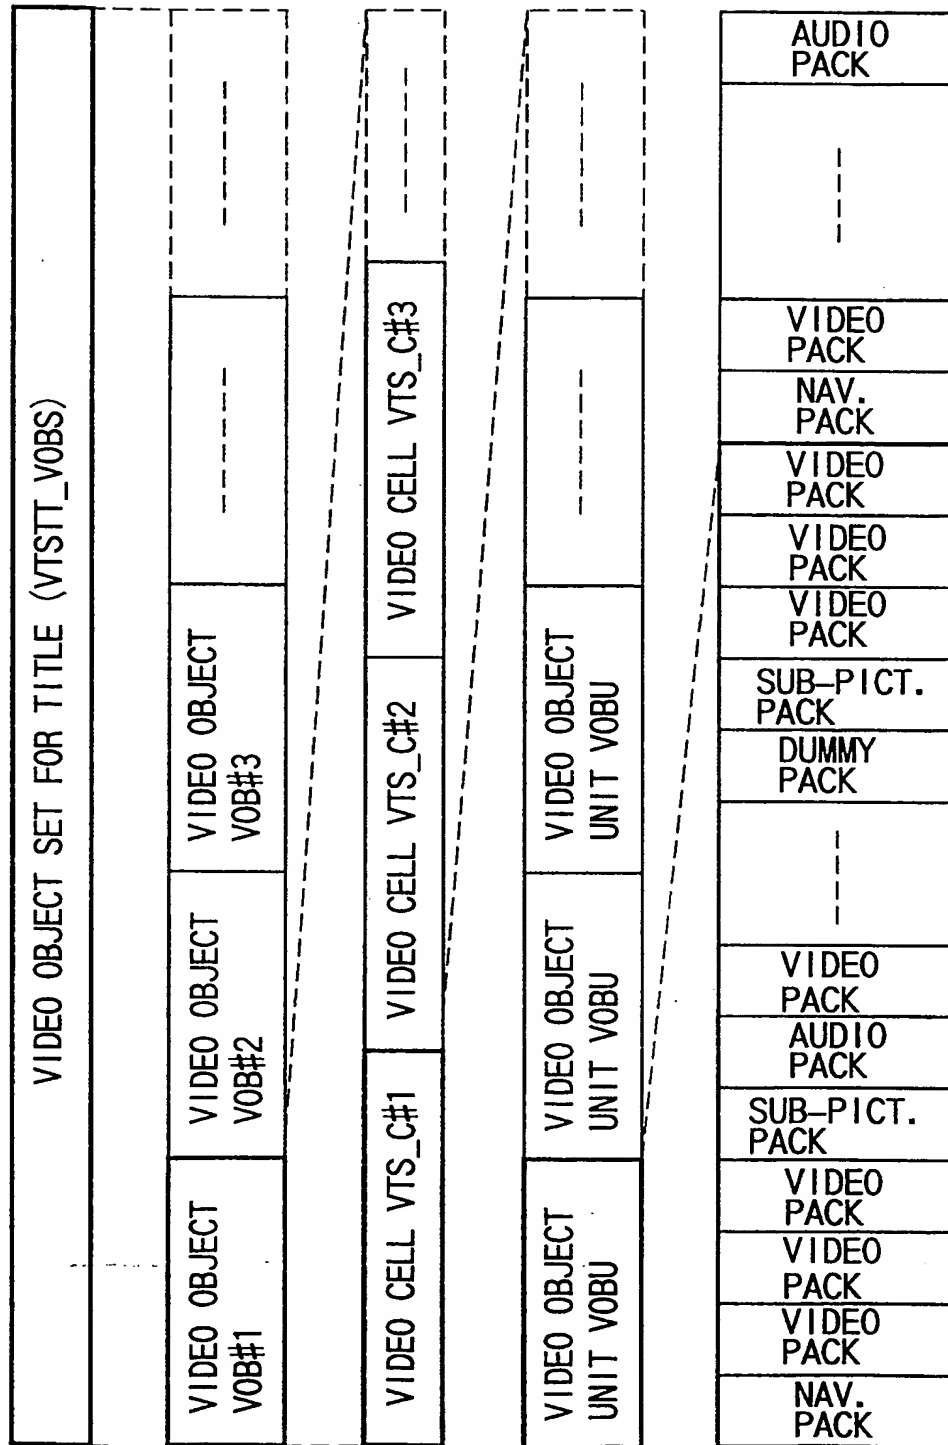 VIDEO OBJECT SET FOR TITLE (VTSTT_VOBS)
VIDEO OBJECT
VOB#1
VIDEO OBJECT
VOB#2
VIDEO OBJECT
VOB#3
VIDEO CELL VTS_C#1
VIDEO CELL VTS_C#2
VIDEO CELL VTS_C#3
VIDEO OBJECT
UNIT VOBU
VIDEO OBJECT
UNIT VOBU
VIDEO OBJECT
UNIT VOBU
AUDIO
PACK
VIDEO
PACK
NAV.
PACK
VIDEO
PACK
VIDEO
PACK
VIDEO
PACK
SUB-PICT.
PACK
DUMMY
PACK
VIDEO
PACK
AUDIO
PACK
SUB-PICT.
PACK
VIDEO
PACK
VIDEO
PACK
VIDEO
PACK
NAV.
PACK